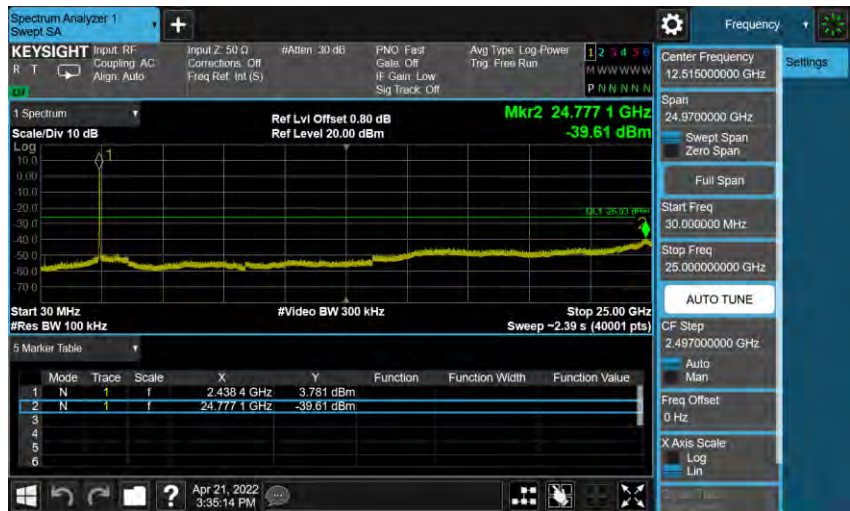 Spectrum Analyzer 1
Swept SA
+
Frequency
KEYSIGHT
R T
Input: RF
Coupling: AC
Align: Auto
Input Z: 50 Ω
Corrections: Off
Freq Ref: Int (S)
#Atten: 30 dB
PNO: Fast
Gate: Off
IF Gain: Low
Sig Track: Off
Avg Type: Log-Power
Trig: Free Run
1 2 3 4 5 6
M W W W W W
P N N N N N
1 Spectrum
Scale/Div 10 dB
Ref Lvl Offset 0.80 dB
Ref Level 20.00 dBm
Mkr2 24.777 1 GHz
-39.61 dBm
Log
10.0
0.00
-10.0
-20.0
-30.0
-40.0
-50.0
-60.0
-70.0
1
2
DL1 -26.03 dBm
Start 30 MHz
#Res BW 100 kHz
#Video BW 300 kHz
Stop 25.00 GHz
Sweep ~2.39 s (40001 pts)
5 Marker Table
Mode Trace Scale X Y Function Function Width Function Value
1 N 1 f 2.438 4 GHz 3.781 dBm
2 N 1 f 24.777 1 GHz -39.61 dBm
3
4
5
6
Apr 21, 2022
3:35:14 PM
?
Center Frequency
12.515000000 GHz
Settings
Span
24.9700000 GHz
Swept Span
Zero Span
Full Span
Start Freq
30.000000 MHz
Stop Freq
25.000000000 GHz
AUTO TUNE
CF Step
2.497000000 GHz
Auto
Man
Freq Offset
0 Hz
X Axis Scale
Log
Lin